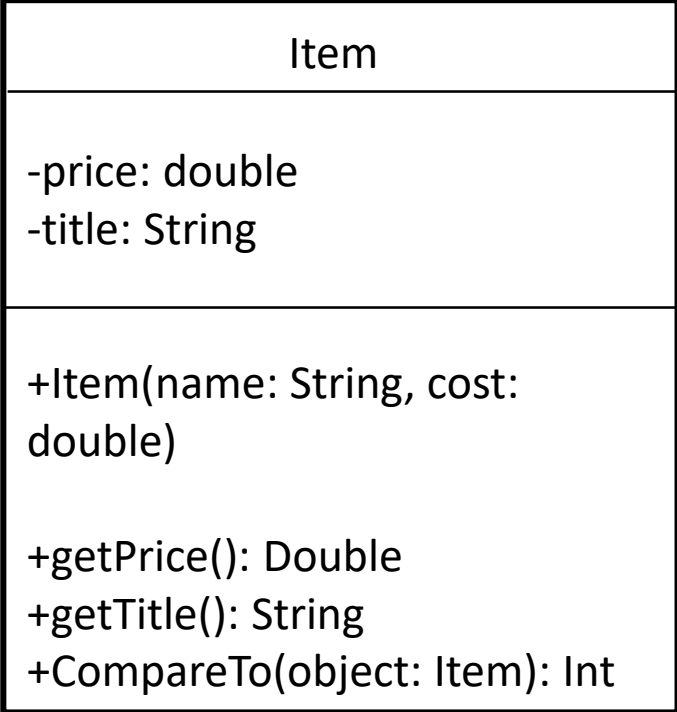 Item
-price: double
-title: String
+Item(name: String, cost:
double)
+getPrice(): Double
+getTitle(): String
+CompareTo(object: Item): Int